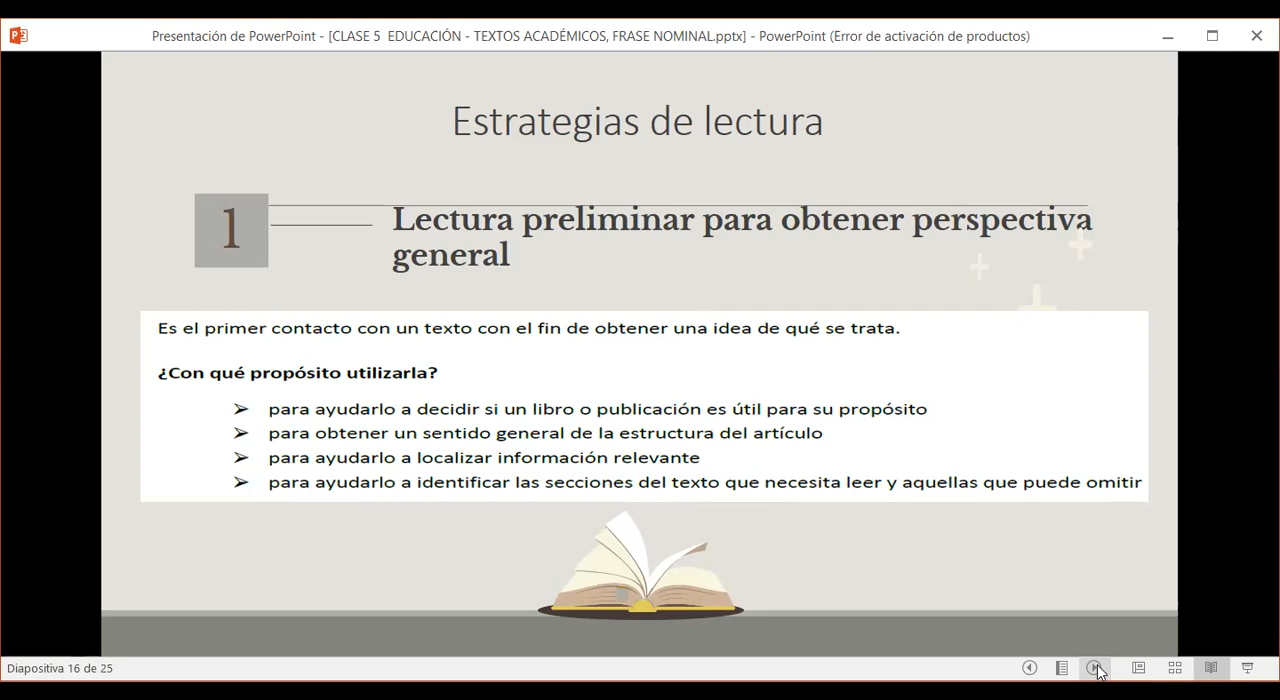 Presentación de PowerPoint - [CLASE 5 EDUCACIÓN - TEXTOS ACADÉMICOS, FRASE NOMINAL.pptx] - PowerPoint (Error de activación de productos)
Estrategias de lectura
1
Lectura preliminar para obtener perspectiva
general
Es el primer contacto con un texto con el fin de obtener una idea de qué se trata.
¿Con qué propósito utilizarla?
➢ para ayudarlo a decidir si un libro o publicación es útil para su propósito
➢ para obtener un sentido general de la estructura del artículo
➢ para ayudarlo a localizar información relevante
➢ para ayudarlo a identificar las secciones del texto que necesita leer y aquellas que puede omitir
Diapositiva 16 de 25